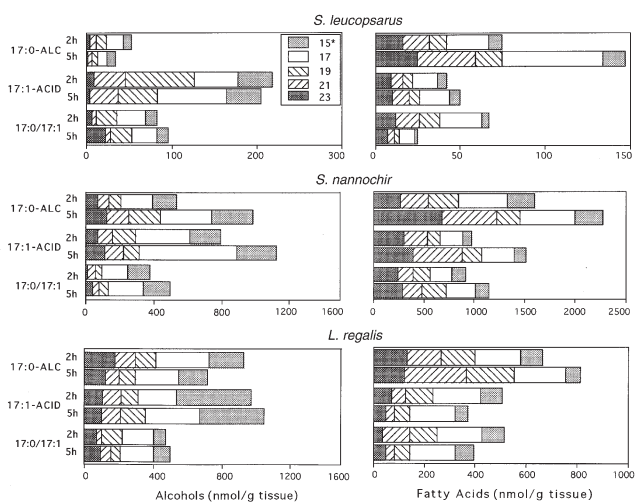 S. leucopsarus
17:0-ALC 2h 5h
17:1-ACID 2h 5h
17:0/17:1 2h 5h
15*
17
19
21
23
0 100 200 300
0 50 100 150
S. nannochir
17:0-ALC 2h 5h
17:1-ACID 2h 5h
17:0/17:1 2h 5h
0 400 800 1200 1600
0 500 1000 1500 2000 2500
L. regalis
17:0-ALC 2h 5h
17:1-ACID 2h 5h
17:0/17:1 2h 5h
0 400 800 1200 1600
0 200 400 600 800 1000
Alcohols (nmol/g tissue)
Fatty Acids (nmol/g tissue)